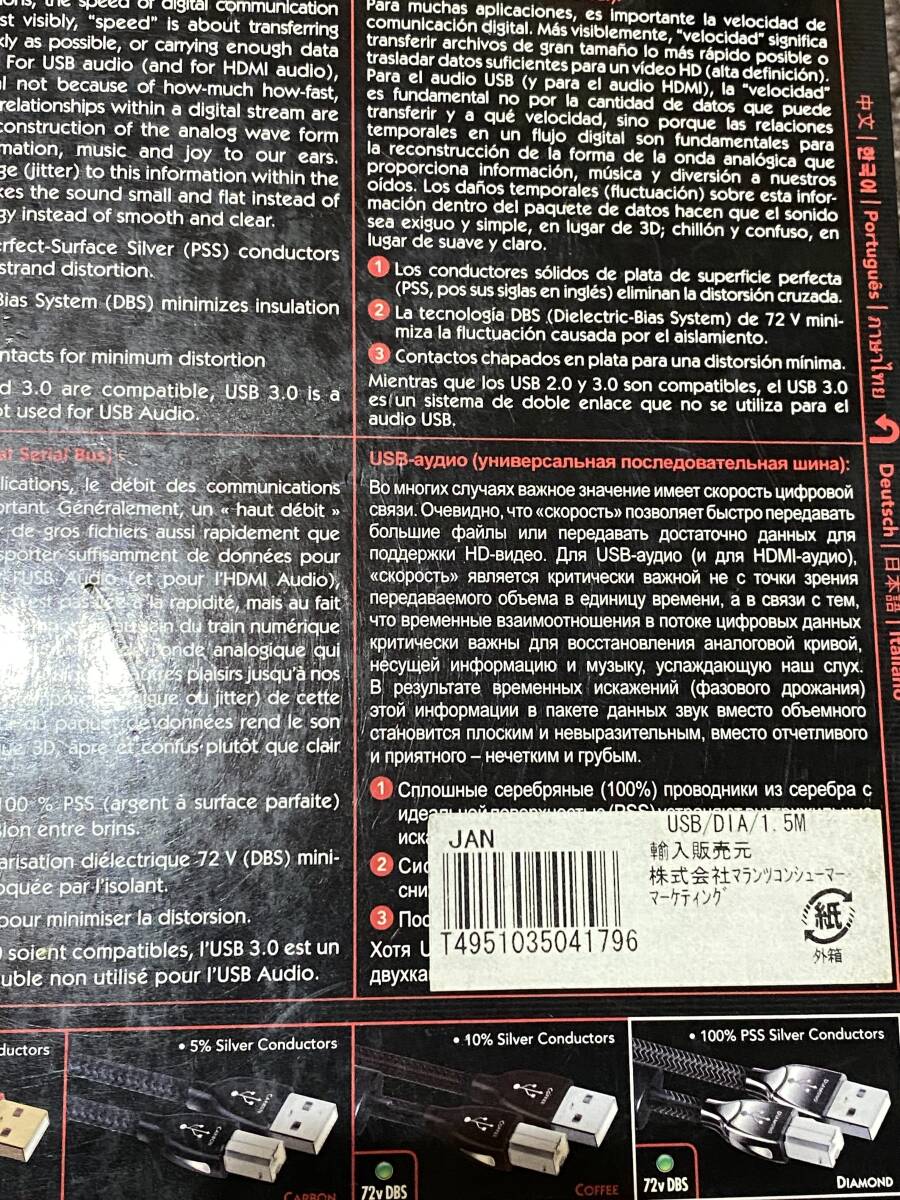 ons, the speed of digital communication
st visibly, "speed" is about transferring
kly as possible, or carrying enough data
For USB audio (and for HDMI audio),
l not because of how-much how-fast,
relationships within a digital stream are
construction of the analog wave form
mation, music and joy to our ears.
ge (jitter) to this information within the
kes the sound small and flat instead of
gy instead of smooth and clear.
erfect-Surface Silver (PSS) conductors
strand distortion.
Bias System (DBS) minimizes insulation
ntacts for minimum distortion
d 3.0 are compatible, USB 3.0 is a
ot used for USB Audio.
Para muchas aplicaciones, es importante la velocidad de
comunicación digital. Más visiblemente, "velocidad" significa
transferir archivos de gran tamaño lo más rápido posible o
trasladar datos suficientes para un vídeo HD (alta definición).
Para el audio USB (y para el audio HDMI), la "velocidad"
es fundamental no por la cantidad de datos que puede
transferir y a qué velocidad, sino porque las relaciones
temporales en un flujo digital son fundamentales para
la reconstrucción de la forma de la onda analógica que
proporciona información, música y diversión a nuestros
oídos. Los daños temporales (fluctuación) sobre esta infor-
mación dentro del paquete de datos hacen que el sonido
sea exiguo y simple, en lugar de 3D; chillón y confuso, en
lugar de suave y claro.
1 Los conductores sólidos de plata de superficie perfecta
(PSS, pos sus siglas en inglés) eliminan la distorsión cruzada.
2 La tecnología DBS (Dielectric-Bias System) de 72 V mini-
miza la fluctuación causada por el aislamiento.
3 Contactos chapados en plata para una distorsión mínima.
Mientras que los USB 2.0 y 3.0 son compatibles, el USB 3.0
es un sistema de doble enlace que no se utiliza para el
audio USB.
中文 | 한국어 | Português | ภาษาไทย
Deutsch | 日本語 | Italiano
al Serial Bus)
lications, le débit des communications
ortant. Généralement, un « haut débit »
de gros fichiers aussi rapidement que
sporter suffisamment de données pour
l'USB Audio (et pour l'HDMI Audio),
est pas à la rapidité, mais au fait
sein du train numérique
l'onde analogique qui
autres plaisirs jusqu'à nos
ou jitter) de cette
du paquet de données rend le son
que 3D, âpre et confus plutôt que clair
100 % PSS (argent à surface parfaite)
sion entre brins.
arisation diélectrique 72 V (DBS) mini-
oquée par l'isolant.
pour minimiser la distorsion.
soient compatibles, l'USB 3.0 est un
uble non utilisé pour l'USB Audio.
USB-аудио (универсальная последовательная шина):
Во многих случаях важное значение имеет скорость цифровой
связи. Очевидно, что «скорость» позволяет быстро передавать
большие файлы или передавать достаточно данных для
поддержки HD-видео. Для USB-аудио (и для HDMI-аудио),
«скорость» является критически важной не с точки зрения
передаваемого объема в единицу времени, а в связи с тем,
что временные взаимоотношения в потоке цифровых данных
критически важны для восстановления аналоговой кривой,
несущей информацию и музыку, услаждающую наш слух.
В результате временных искажений (фазового дрожания)
этой информации в пакете данных звук вместо объемного
становится плоским и невыразительным, вместо отчетливого
и приятного – нечетким и грубым.
1 Сплошные серебряные (100%) проводники из серебра с
иска
2 Сис
сни
3 Пос
Хотя U
двухка
JAN
USB/DIA/1.5M
輸入販売元
株式会社マランツコンシューマー
マーケティング
T4951035041796
紙
外箱
ductors
• 5% Silver Conductors
CARBON
• 10% Silver Conductors
72v DBS
COFFEE
• 100% PSS Silver Conductors
72v DBS
DIAMOND